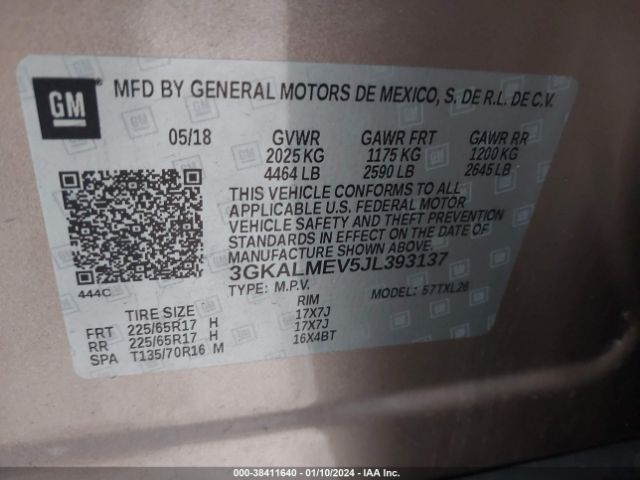 GM
MFD BY GENERAL MOTORS DE MEXICO, S. DE R.L. DE C.V.
05/18 GVWR GAWR FRT GAWR RR
2025 KG 1175 KG 1200 KG
4464 LB 2590 LB 2645 LB
THIS VEHICLE CONFORMS TO ALL
APPLICABLE U.S. FEDERAL MOTOR
VEHICLE SAFETY AND THEFT PREVENTION
STANDARDS IN EFFECT ON THE DATE OF
MANUFACTURE SHOWN ABOVE.
444C 3GKALMEV5JL393137
TYPE: M.P.V. MODEL: 57TXL26
TIRE SIZE RIM
FRT 225/65R17 H 17X7J
RR 225/65R17 H 17X7J
SPA T135/70R16 M 16X4BT
000-38411640 - 01/10/2024 - IAA Inc.